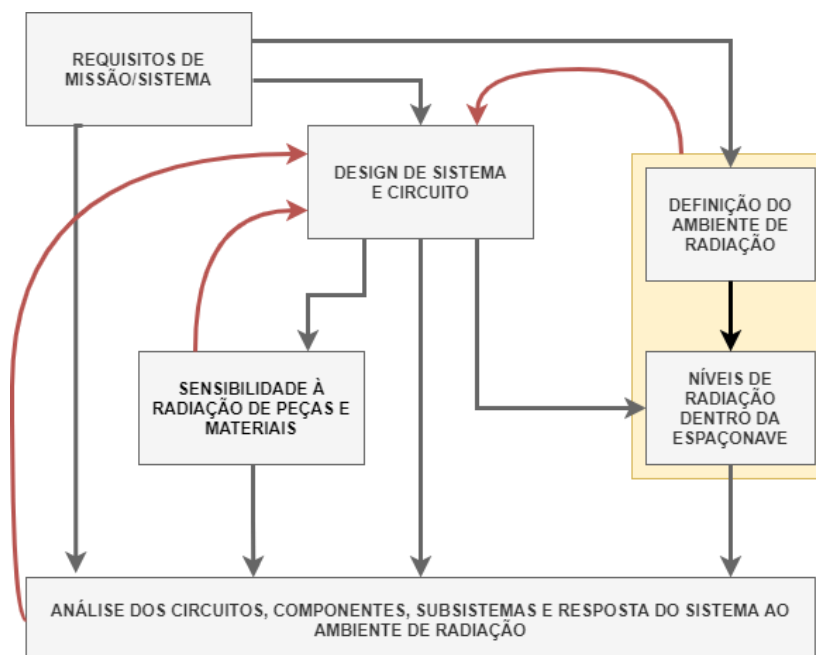 REQUISITOS DE
MISSÃO/SISTEMA
DESIGN DE SISTEMA
E CIRCUITO
DEFINIÇÃO DO
AMBIENTE DE
RADIAÇÃO
SENSIBILIDADE À
RADIAÇÃO DE PEÇAS E
MATERIAIS
NÍVEIS DE
RADIAÇÃO
DENTRO DA
ESPAÇONAVE
ANÁLISE DOS CIRCUITOS, COMPONENTES, SUBSISTEMAS E RESPOSTA DO SISTEMA AO
AMBIENTE DE RADIAÇÃO